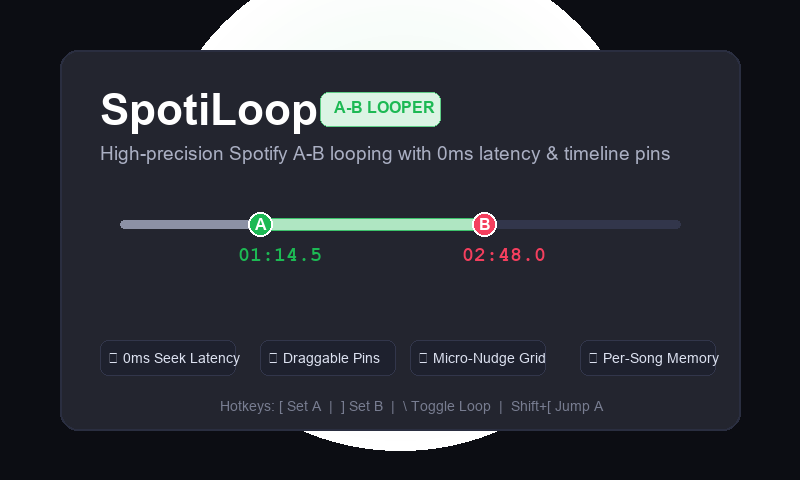 SpotiLoop A-B LOOPER
High-precision Spotify A-B looping with 0ms latency & timeline pins
A B
01:14.5 02:48.0
0ms Seek Latency Draggable Pins Micro-Nudge Grid Per-Song Memory
Hotkeys: [ Set A | ] Set B | \ Toggle Loop | Shift+[ Jump A